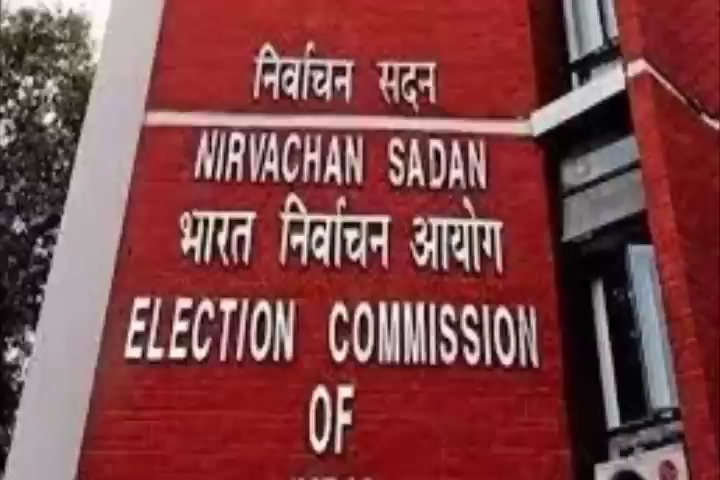 निर्वाचन सदन
NIRVACHAN SADAN
भारत निर्वाचन आयोग
ELECTION COMMISSION
OF